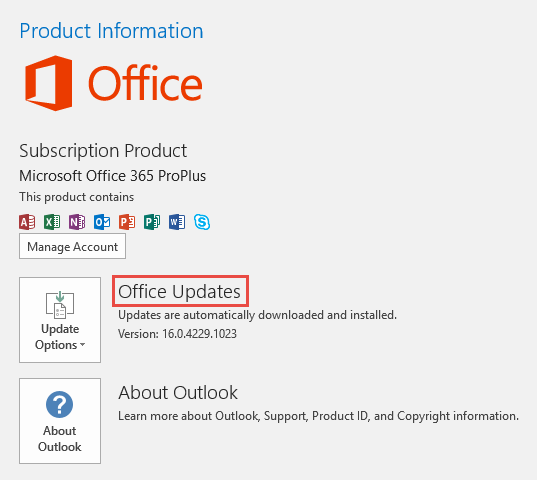 Product Information
Office
Subscription Product
Microsoft Office 365 ProPlus
This product contains
A X N O P P W S
Manage Account
Update Options
Office Updates
Updates are automatically downloaded and installed.
Version: 16.0.4229.1023
About Outlook
About Outlook
Learn more about Outlook, Support, Product ID, and Copyright information.